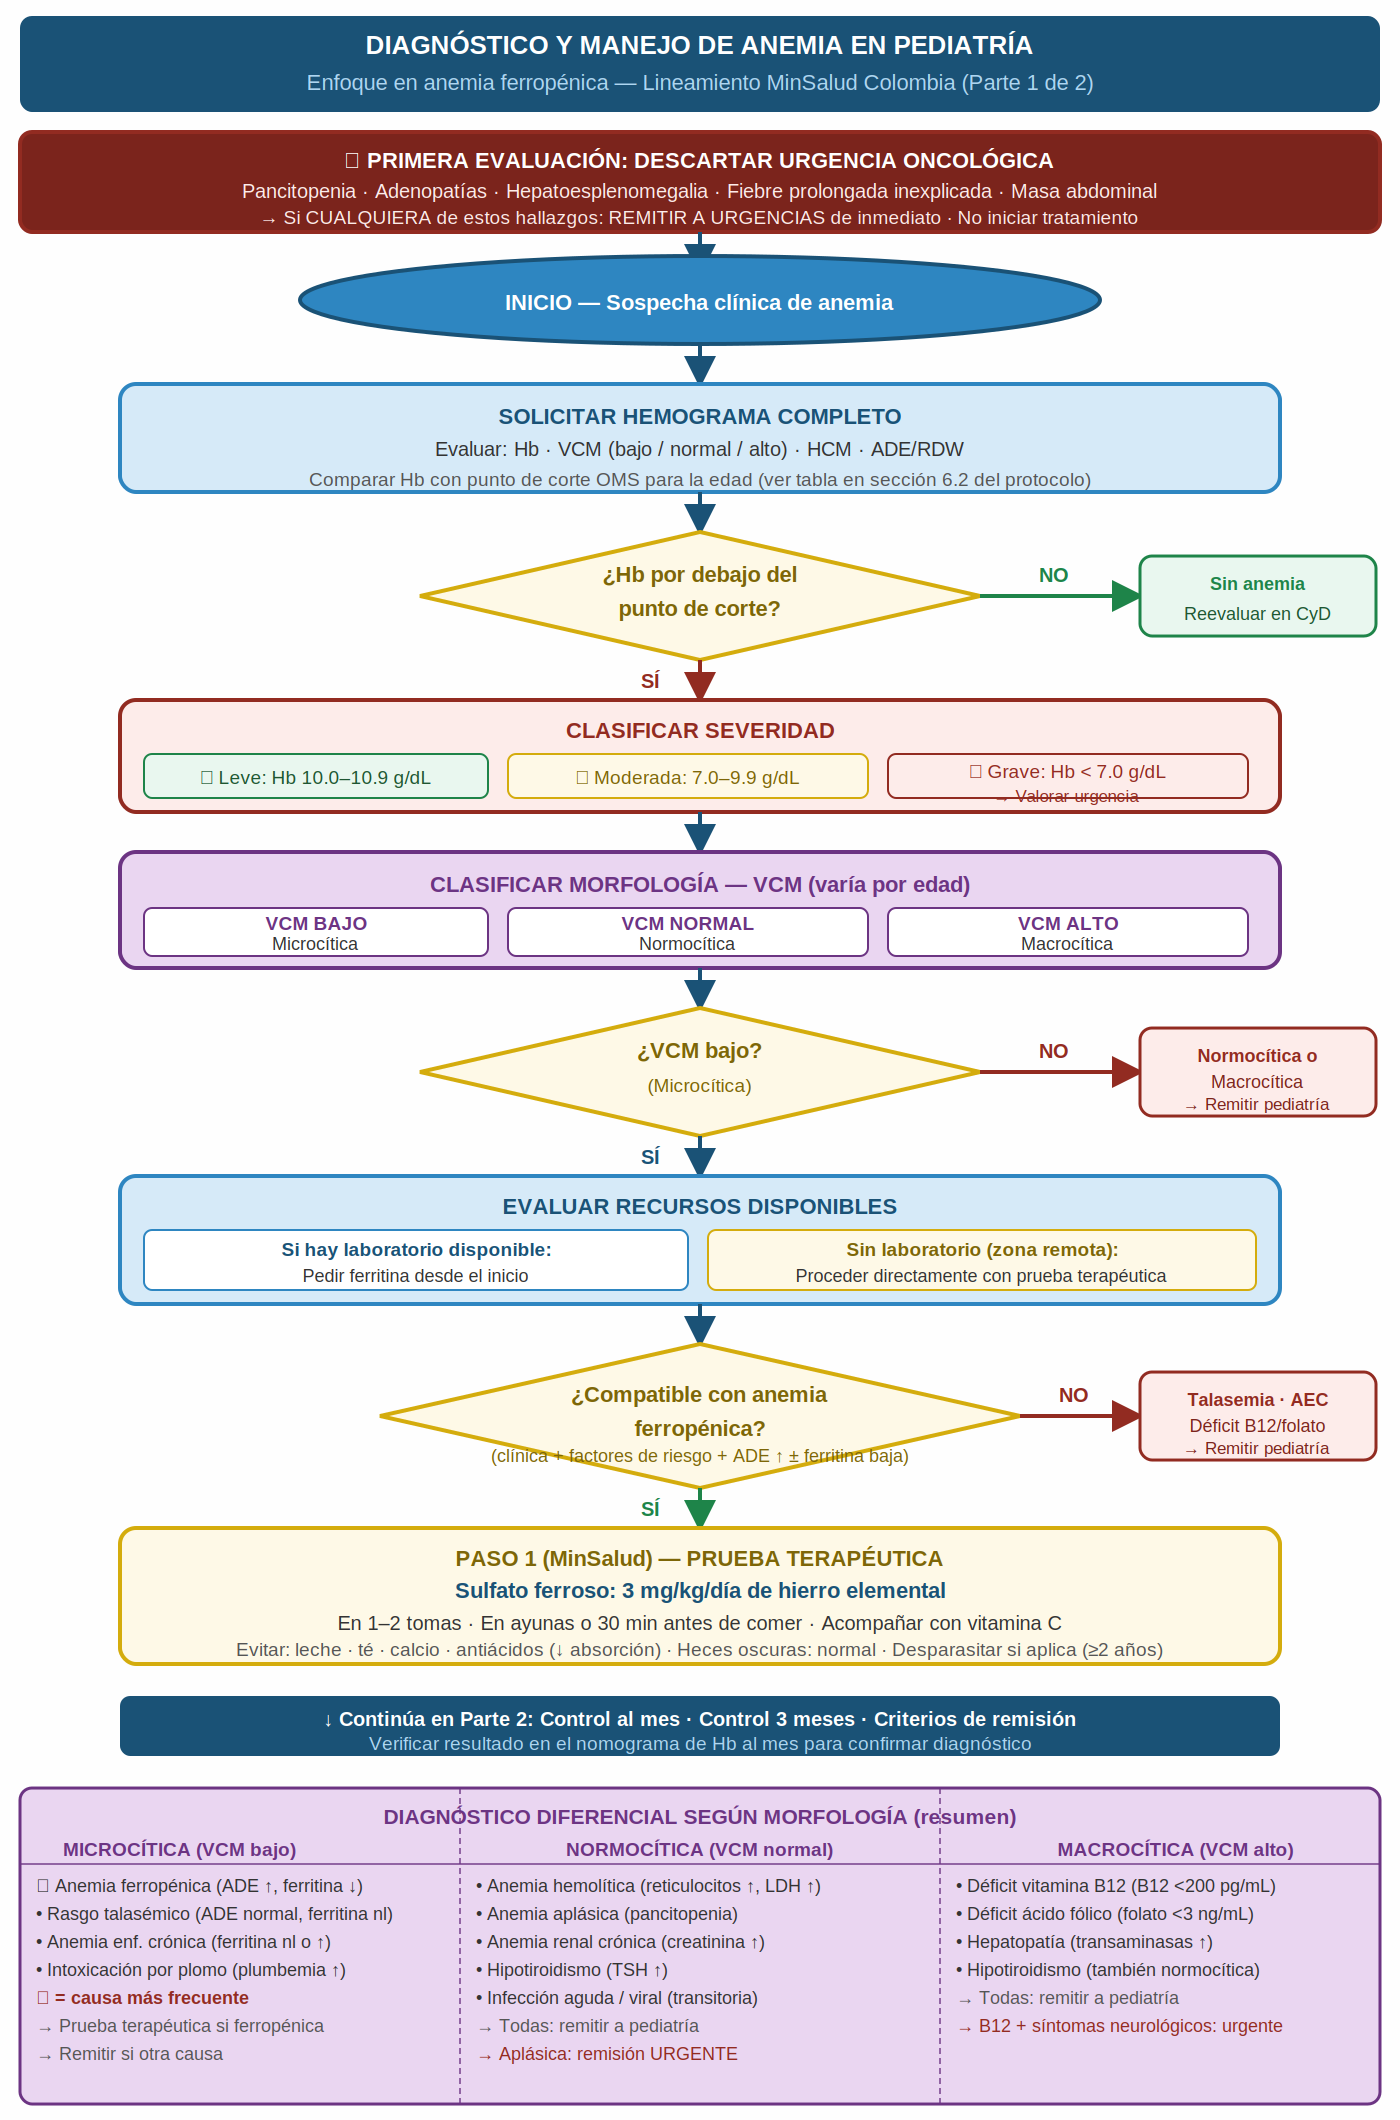 DIAGNÓSTICO Y MANEJO DE ANEMIA EN PEDIATRÍA
Enfoque en anemia ferropénica — Lineamiento MinSalud Colombia (Parte 1 de 2)
PRIMERA EVALUACIÓN: DESCARTAR URGENCIA ONCOLÓGICA
Pancitopenia · Adenopatías · Hepatoesplenomegalia · Fiebre prolongada inexplicada · Masa abdominal
→ Si CUALQUIERA de estos hallazgos: REMITIR A URGENCIAS de inmediato · No iniciar tratamiento
INICIO — Sospecha clínica de anemia
SOLICITAR HEMOGRAMA COMPLETO
Evaluar: Hb · VCM (bajo / normal / alto) · HCM · ADE/RDW
Comparar Hb con punto de corte OMS para la edad (ver tabla en sección 6.2 del protocolo)
¿Hb por debajo del
punto de corte?
NO
Sin anemia
Reevaluar en CyD
SÍ
CLASIFICAR SEVERIDAD
Leve: Hb 10.0–10.9 g/dL
Moderada: 7.0–9.9 g/dL
Grave: Hb < 7.0 g/dL
→ Valorar urgencia
CLASIFICAR MORFOLOGÍA — VCM (varía por edad)
VCM BAJO
Microcítica
VCM NORMAL
Normocítica
VCM ALTO
Macrocítica
¿VCM bajo?
(Microcítica)
NO
Normocítica o
Macrocítica
→ Remitir pediatría
SÍ
EVALUAR RECURSOS DISPONIBLES
Si hay laboratorio disponible:
Pedir ferritina desde el inicio
Sin laboratorio (zona remota):
Proceder directamente con prueba terapéutica
¿Compatible con anemia
ferropénica?
(clínica + factores de riesgo + ADE ↑ ± ferritina baja)
NO
Talasemia · AEC
Déficit B12/folato
→ Remitir pediatría
SÍ
PASO 1 (MinSalud) — PRUEBA TERAPÉUTICA
Sulfato ferroso: 3 mg/kg/día de hierro elemental
En 1–2 tomas · En ayunas o 30 min antes de comer · Acompañar con vitamina C
Evitar: leche · té · calcio · antiácidos (↓ absorción) · Heces oscuras: normal · Desparasitar si aplica (≥2 años)
↓ Continúa en Parte 2: Control al mes · Control 3 meses · Criterios de remisión
Verificar resultado en el nomograma de Hb al mes para confirmar diagnóstico
DIAGNÓSTICO DIFERENCIAL SEGÚN MORFOLOGÍA (resumen)
MICROCÍTICA (VCM bajo)
Anemia ferropénica (ADE ↑, ferritina ↓)
• Rasgo talasémico (ADE normal, ferritina nl)
• Anemia enf. crónica (ferritina nl o ↑)
• Intoxicación por plomo (plumbemia ↑)
= causa más frecuente
→ Prueba terapéutica si ferropénica
→ Remitir si otra causa
NORMOCÍTICA (VCM normal)
• Anemia hemolítica (reticulocitos ↑, LDH ↑)
• Anemia aplásica (pancitopenia)
• Anemia renal crónica (creatinina ↑)
• Hipotiroidismo (TSH ↑)
• Infección aguda / viral (transitoria)
→ Todas: remitir a pediatría
→ Aplásica: remisión URGENTE
MACROCÍTICA (VCM alto)
• Déficit vitamina B12 (B12 <200 pg/mL)
• Déficit ácido fólico (folato <3 ng/mL)
• Hepatopatía (transaminasas ↑)
• Hipotiroidismo (también normocítica)
→ Todas: remitir a pediatría
→ B12 + síntomas neurológicos: urgente